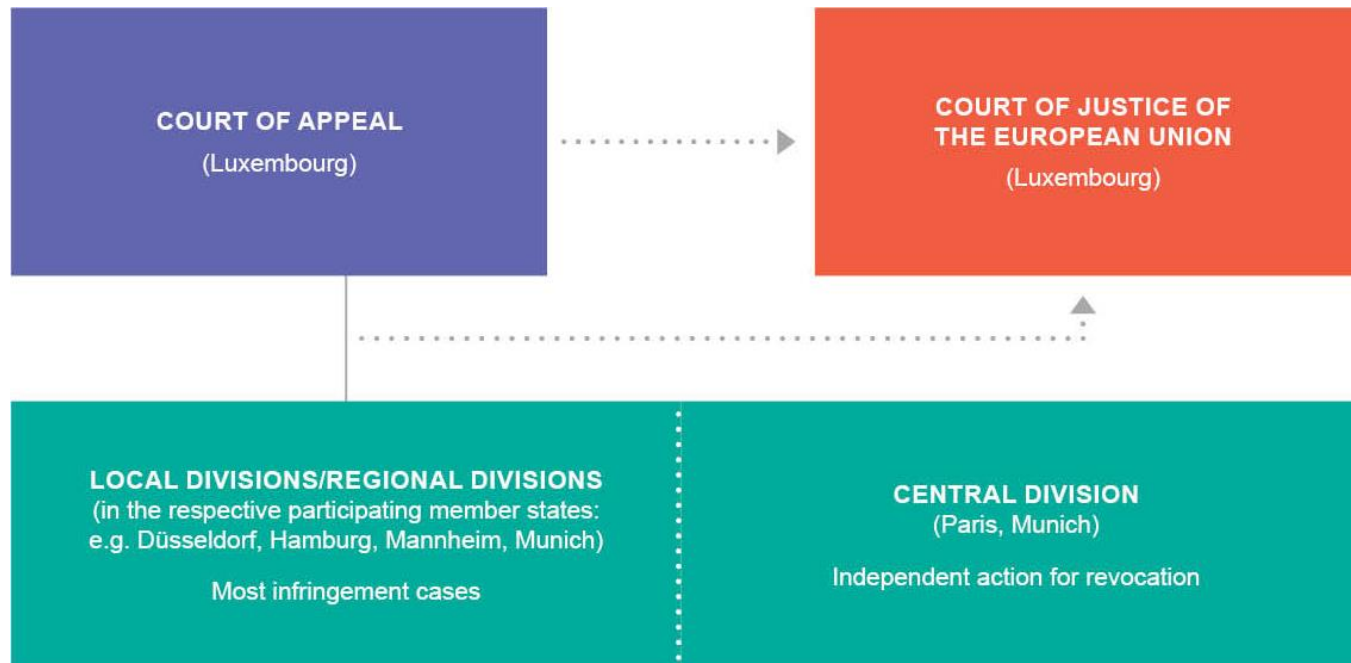 COURT OF APPEAL
(Luxembourg)
COURT OF JUSTICE OF
THE EUROPEAN UNION
(Luxembourg)
LOCAL DIVISIONS/REGIONAL DIVISIONS
(in the respective participating member states:
e.g. Düsseldorf, Hamburg, Mannheim, Munich)
Most infringement cases
CENTRAL DIVISION
(Paris, Munich)
Independent action for revocation